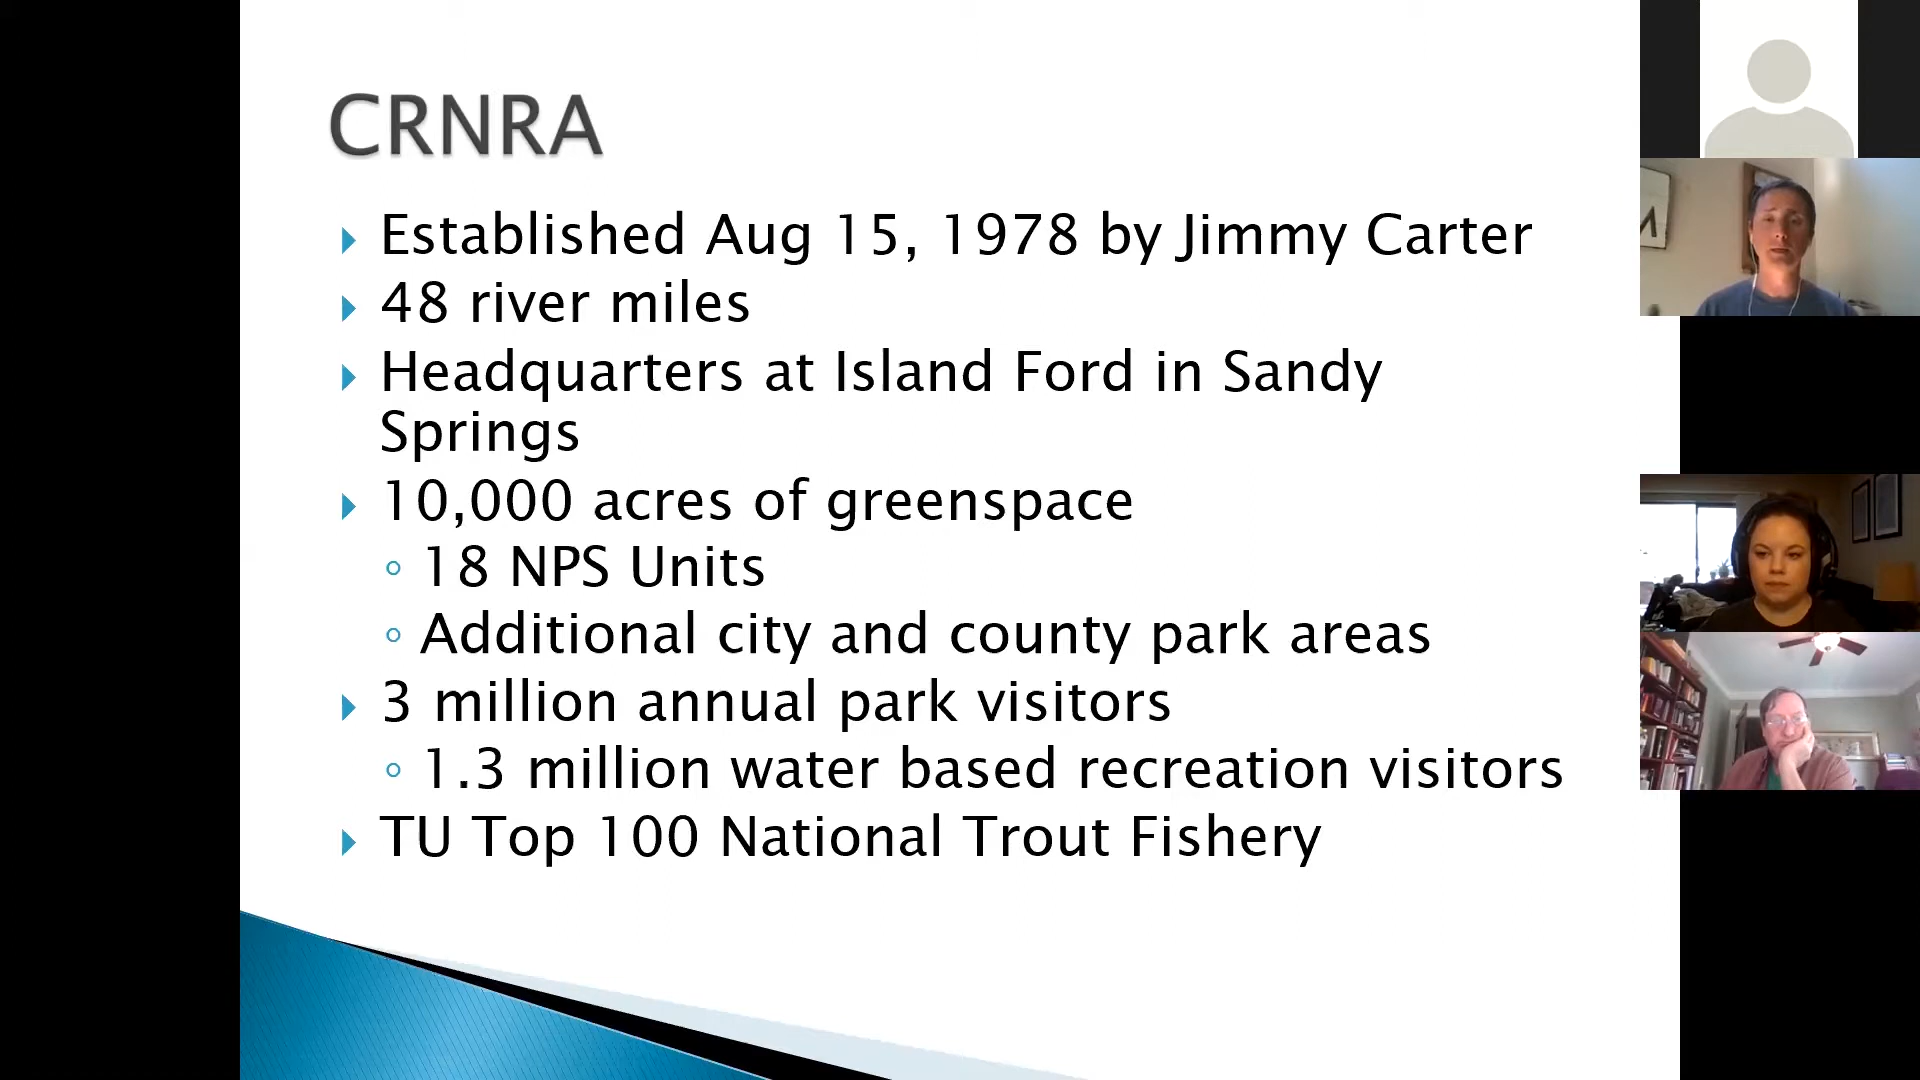 CRNRA
Established Aug 15, 1978 by Jimmy Carter
48 river miles
Headquarters at Island Ford in Sandy
Springs
10,000 acres of greenspace
18 NPS Units
Additional city and county park areas
3 million annual park visitors
1.3 million water based recreation visitors
TU Top 100 National Trout Fishery